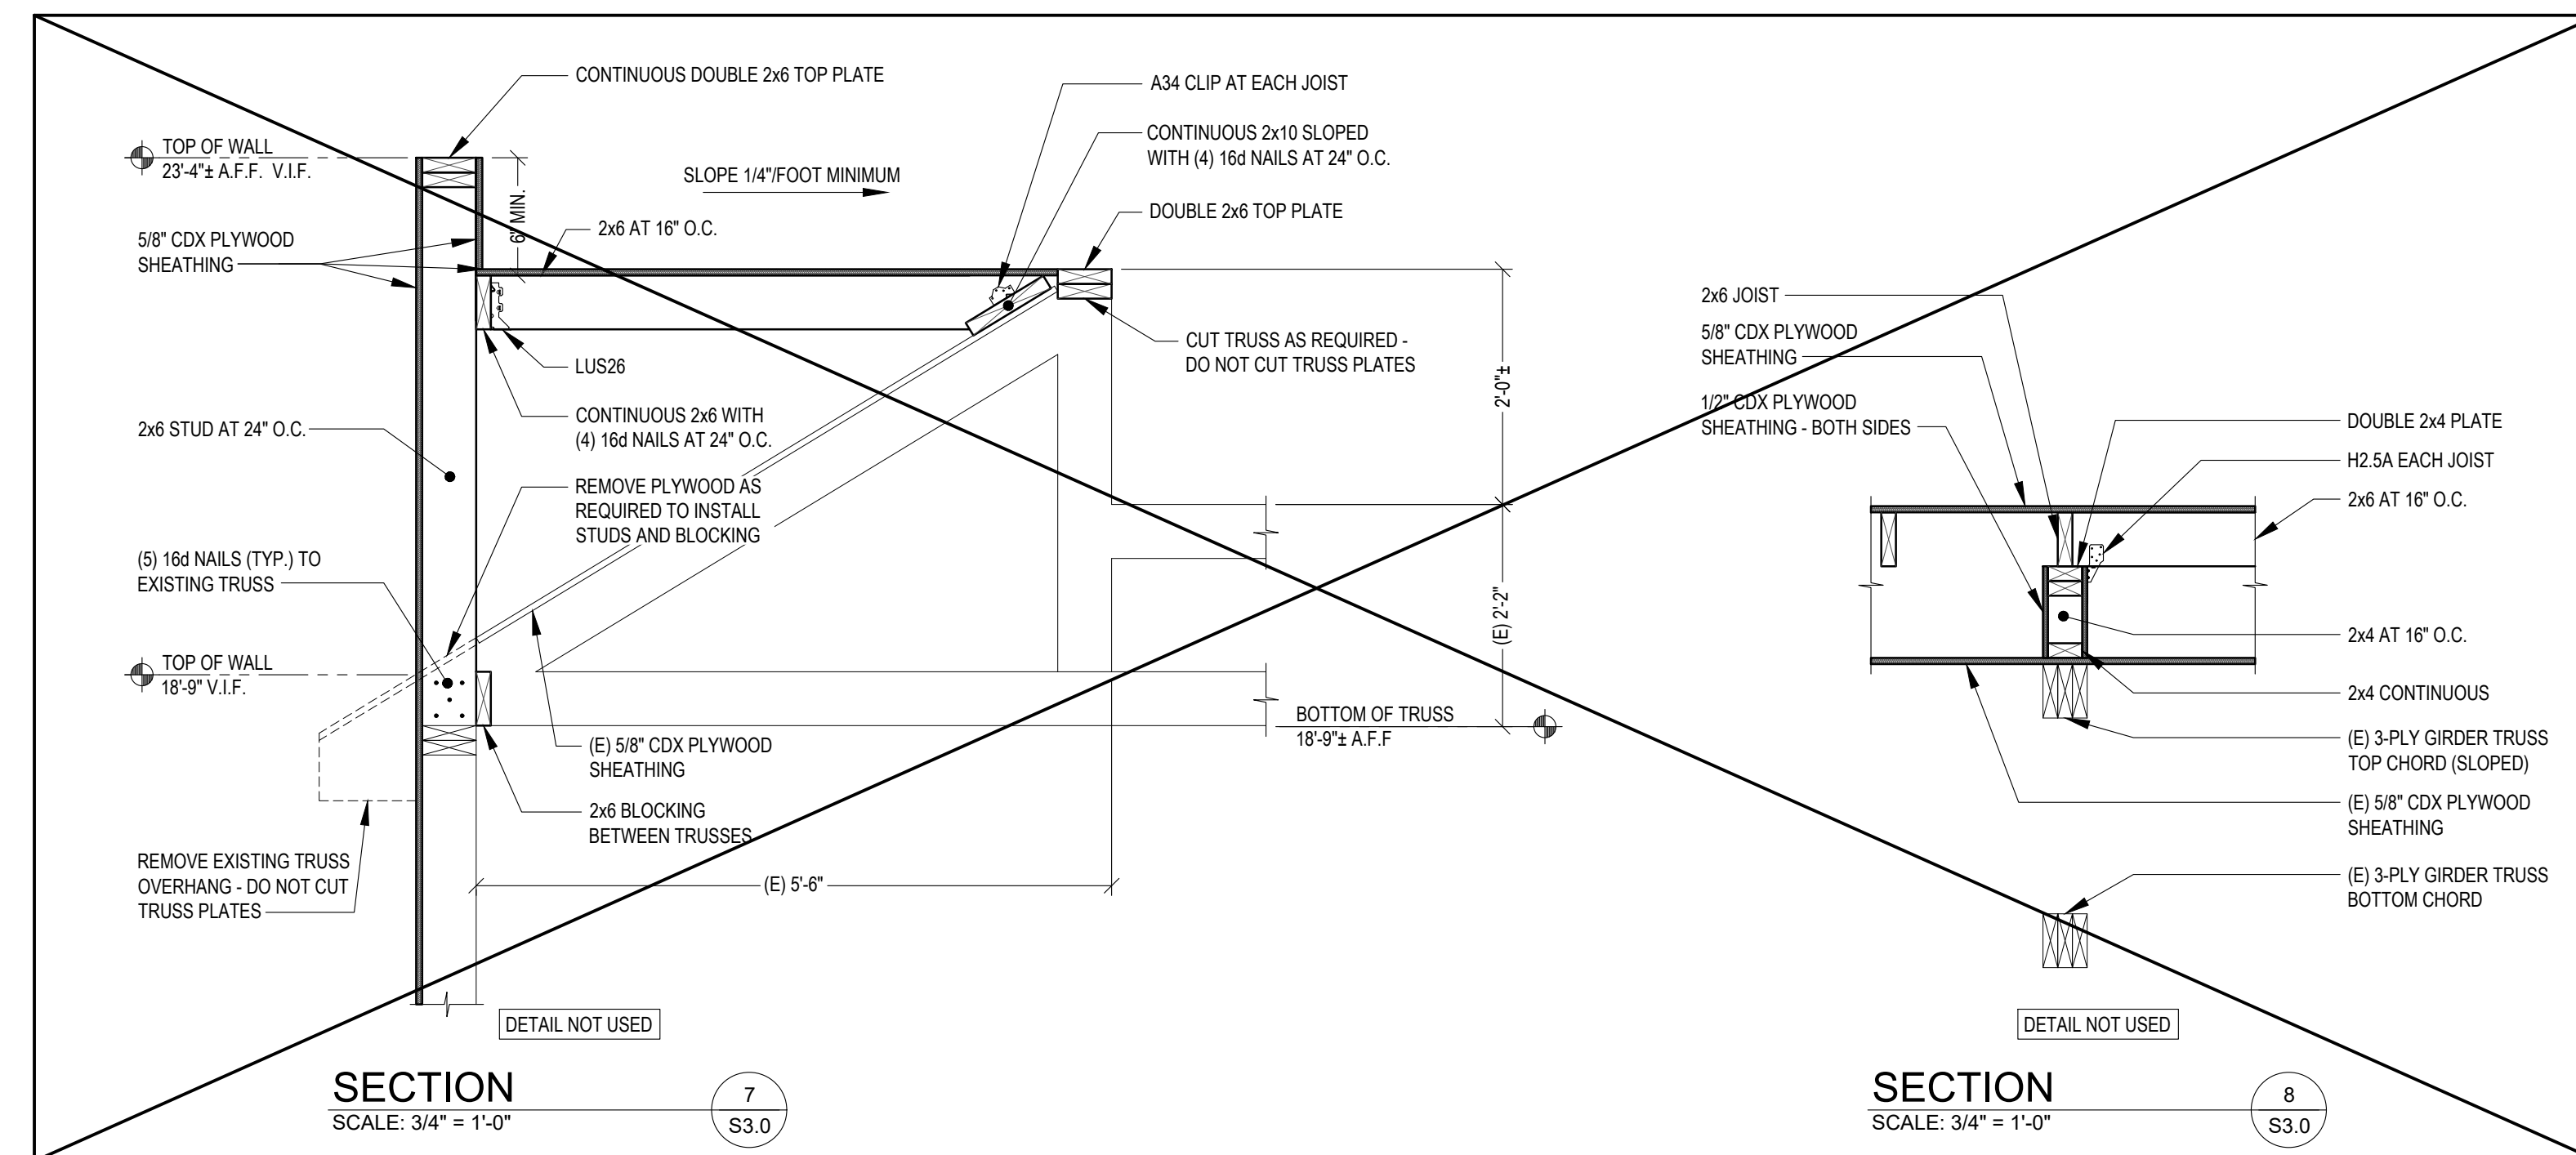 CONTINUOUS DOUBLE 2x6 TOP PLATE
TOP OF WALL
23'-4"± A.F.F. V.I.F.
5/8" CDX PLYWOOD
SHEATHING
6" MIN.
SLOPE 1/4"/FOOT MINIMUM
2x6 AT 16" O.C.
A34 CLIP AT EACH JOIST
CONTINUOUS 2x10 SLOPED
WITH (4) 16d NAILS AT 24" O.C.
DOUBLE 2x6 TOP PLATE
CUT TRUSS AS REQUIRED -
DO NOT CUT TRUSS PLATES
LUS26
CONTINUOUS 2x6 WITH
(4) 16d NAILS AT 24" O.C.
2x6 STUD AT 24" O.C.
REMOVE PLYWOOD AS
REQUIRED TO INSTALL
STUDS AND BLOCKING
(5) 16d NAILS (TYP.) TO
EXISTING TRUSS
TOP OF WALL
18'-9" V.I.F.
2'-0"±
(E) 2'-2"
BOTTOM OF TRUSS
18'-9"± A.F.F
(E) 5/8" CDX PLYWOOD
SHEATHING
2x6 BLOCKING
BETWEEN TRUSSES
REMOVE EXISTING TRUSS
OVERHANG - DO NOT CUT
TRUSS PLATES
(E) 5'-6"
DETAIL NOT USED
SECTION
SCALE: 3/4" = 1'-0"
7
S3.0
2x6 JOIST
5/8" CDX PLYWOOD
SHEATHING
1/2" CDX PLYWOOD
SHEATHING - BOTH SIDES
DOUBLE 2x4 PLATE
H2.5A EACH JOIST
2x6 AT 16" O.C.
2x4 AT 16" O.C.
2x4 CONTINUOUS
(E) 3-PLY GIRDER TRUSS
TOP CHORD (SLOPED)
(E) 5/8" CDX PLYWOOD
SHEATHING
(E) 3-PLY GIRDER TRUSS
BOTTOM CHORD
DETAIL NOT USED
SECTION
SCALE: 3/4" = 1'-0"
8
S3.0